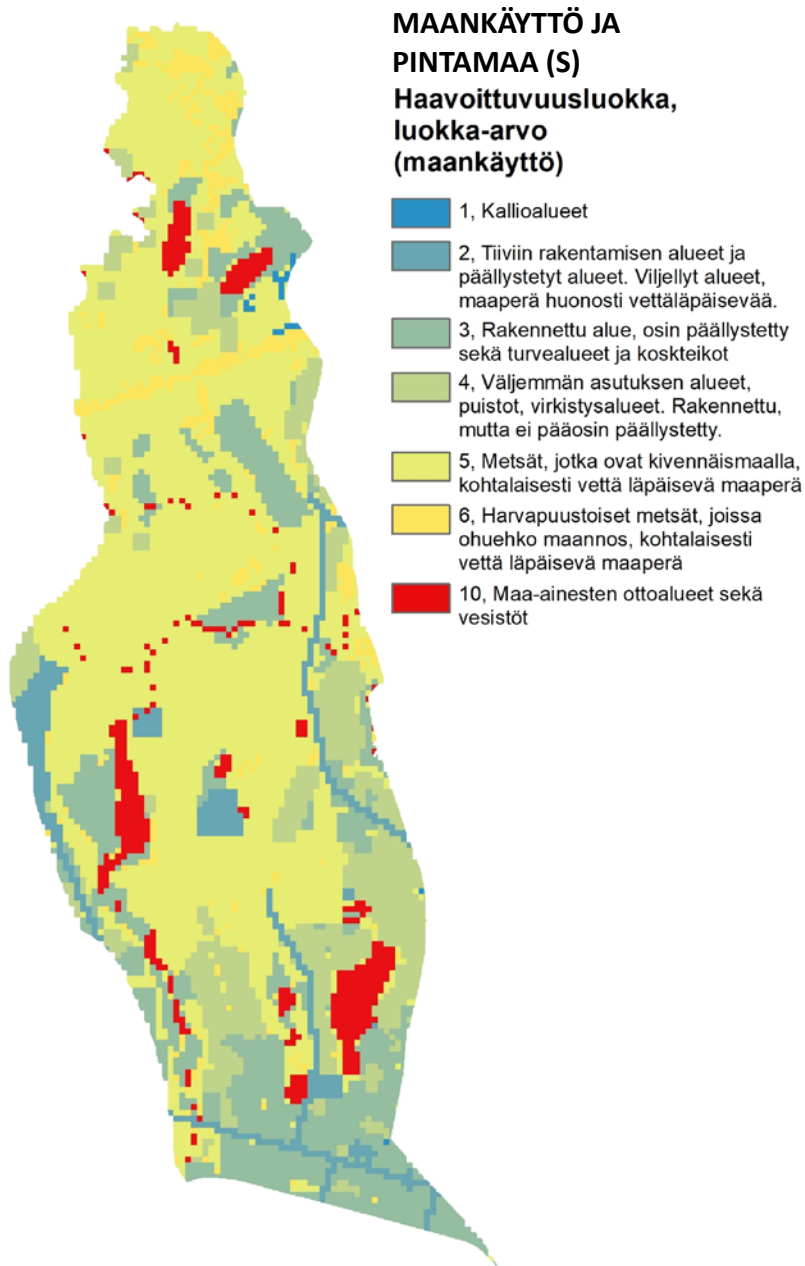 MAANKÄYTTÖ JA
PINTAMAA (S)
Haavoittuvuusluokka,
luokka-arvo
(maankäyttö)
1, Kallioalueet
2, Tiiviin rakentamisen alueet ja
päällystetyt alueet. Viljellyt alueet,
maaperä huonosti vettäläpäisevää.
3, Rakennettu alue, osin päällystetty
sekä turvealueet ja koskteikot
4, Väljemmän asutuksen alueet,
puistot, virkistysalueet. Rakennettu,
mutta ei pääosin päällystetty.
5, Metsät, jotka ovat kivennäismaalla,
kohtalaisesti vettä läpäisevä maaperä
6, Harvapuustoiset metsät, joissa
ohuehko maannos, kohtalaisesti
vettä läpäisevä maaperä
10, Maa-ainesten ottoalueet sekä
vesistöt